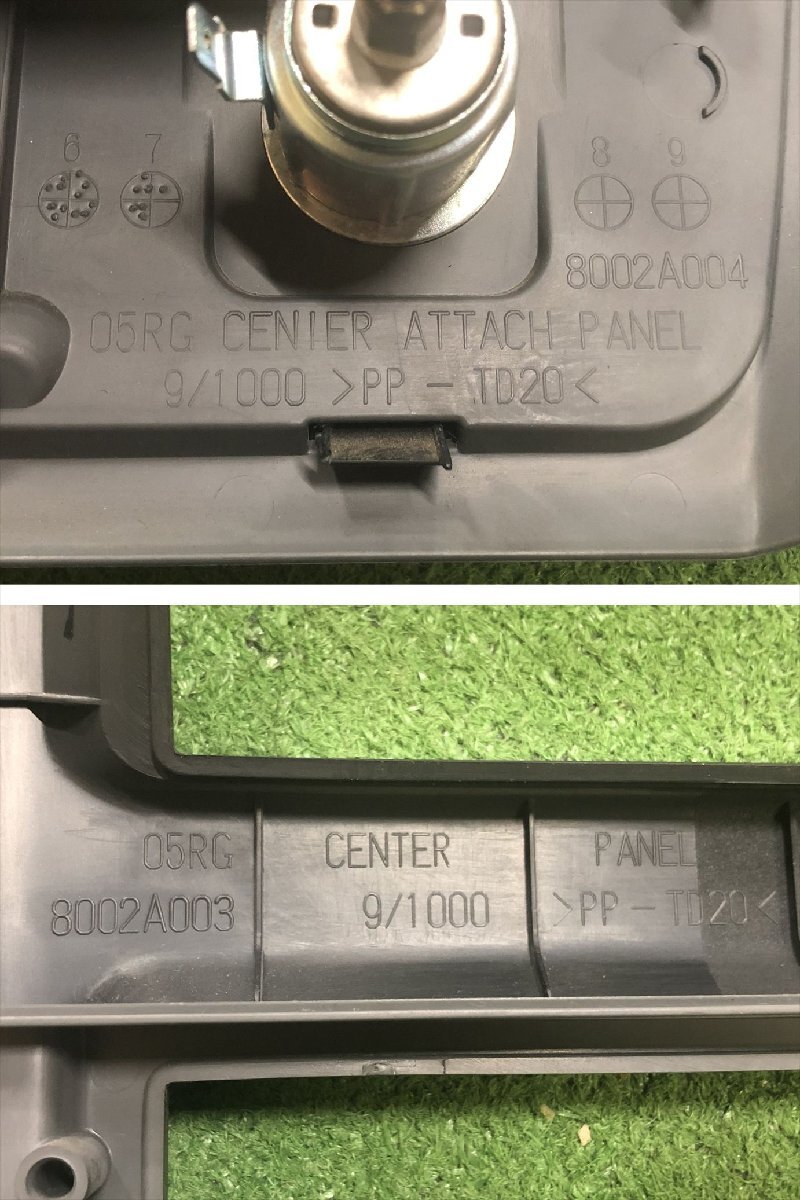 6 7 8 9
8002A004
05RG CENIER ATTACH PANEL
9/1000 >PP - TD20<
05RG CENTER PANEL
8002A003 9/1000 >PP - TD20<